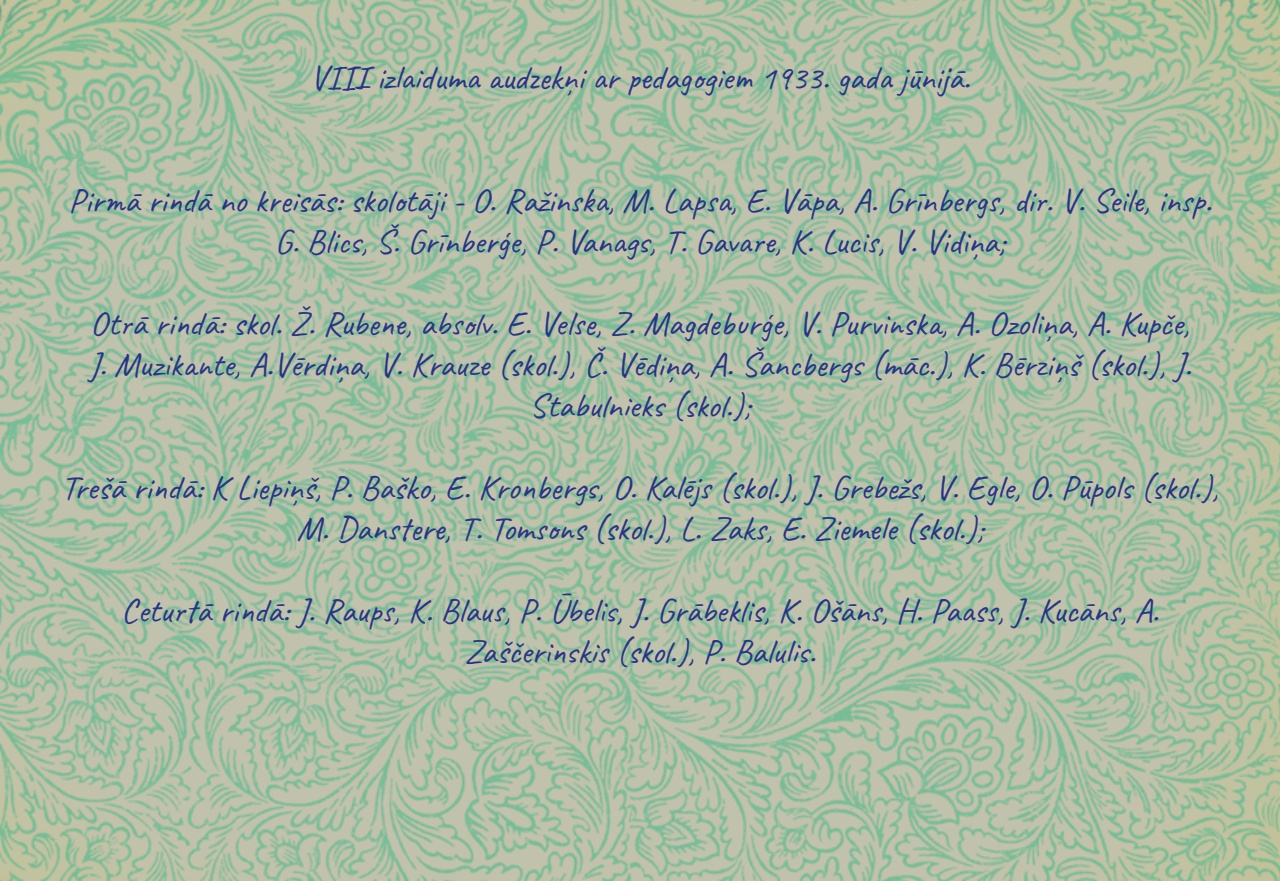 VIII izlaiduma audzekņi ar pedagogiem 1933. gada jūnijā.
Pirmā rindā no kreisās: skolotāji - O. Ražinska, M. Lapsa, E. Vāpa, A. Grīnbergs, dir. V. Seile, insp.
G. Blics, Š. Grīnberģe, P. Vanags, T. Gavare, K. Lucis, V. Vidiņa;
Otrā rindā: skol. Ž. Rubene, absolv. E. Velse, Z. Magdeburģe, V. Purvinska, A. Ozoliņa, A. Kupče,
J. Muzikante, A.Vērdiņa, V. Krauze (skol.), Č. Vēdiņa, A. Šancbergs (māc.), K. Bērziņš (skol.), J.
Stabulnieks (skol.);
Trešā rindā: K Liepiņš, P. Baško, E. Kronbergs, O. Kalējs (skol.), J. Grebežs, V. Egle, O. Pūpols (skol.),
M. Danstere, T. Tomsons (skol.), L. Zaks, E. Ziemele (skol.);
Ceturtā rindā: J. Raups, K. Blaus, P. Ūbelis, J. Grābeklis, K. Ošāns, H. Paass, J. Kucāns, A.
Zaščerinskis (skol.), P. Balulis.